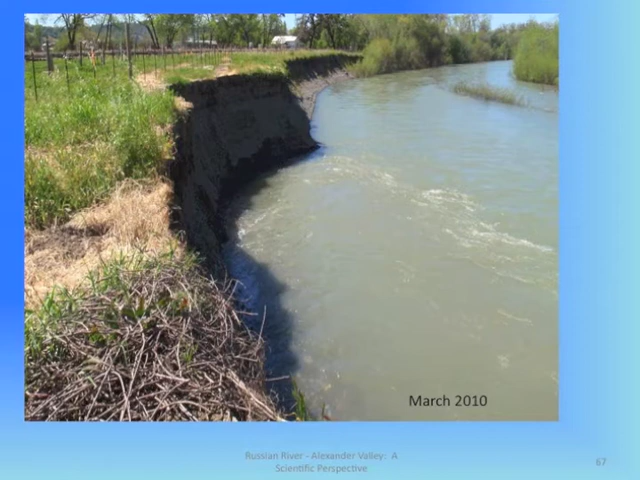 March 2010
Russian River - Alexander Valley: A
Scientific Perspective
67